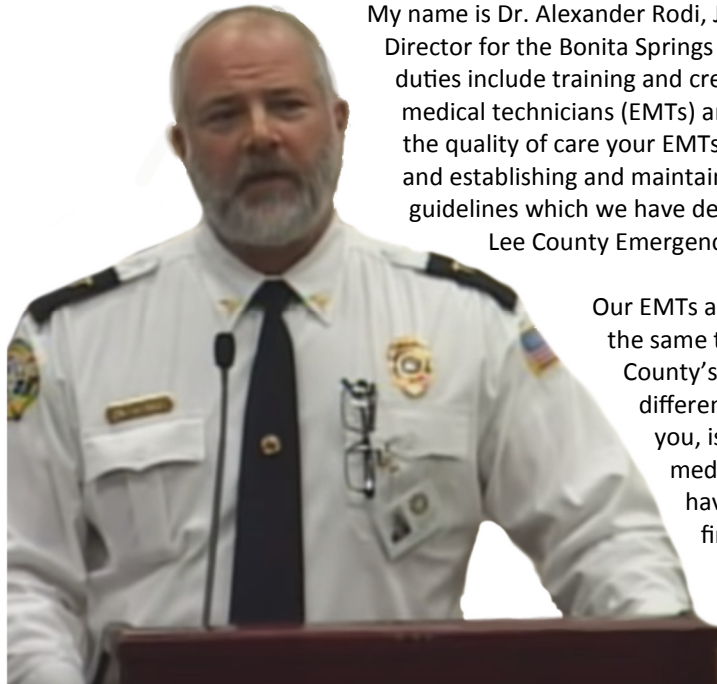 My name is Dr. Alexander Rodi, J
Director for the Bonita Springs
duties include training and cre
medical technicians (EMTs) a
the quality of care your EMTs
and establishing and maintai
guidelines which we have de
Lee County Emergenc
Our EMTs a
the same t
County's
differen
you, is
med
hav
fi